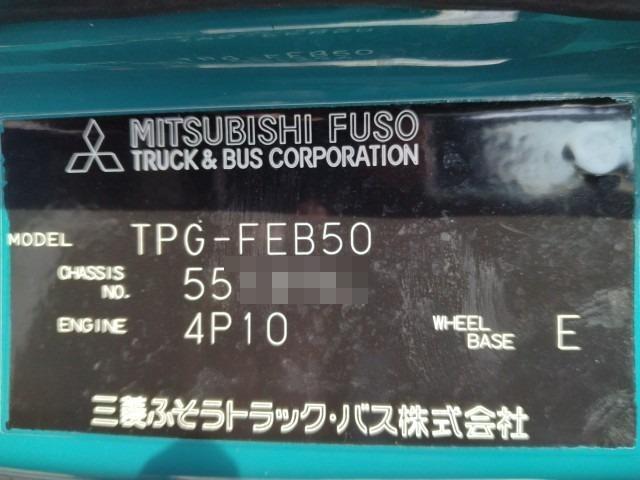 MITSUBISHI FUSO
TRUCK & BUS CORPORATION
MODEL TPG-FEB50
CHASSIS NO. 55
ENGINE 4P10 WHEEL BASE E
三菱ふそうトラック・バス株式会社